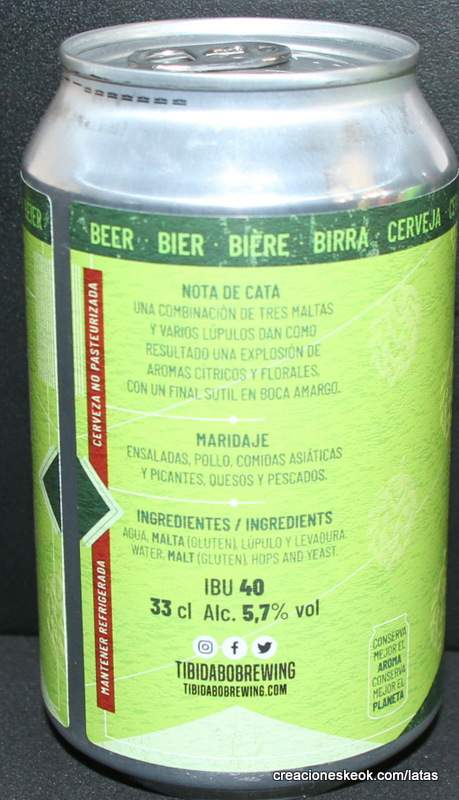 BEER BIER BIÈRE BIRRA CERVEJA
CERVEZA NO PASTEURIZADA
MANTENER REFRIGERADA
NOTA DE CATA
UNA COMBINACIÓN DE TRES MALTAS
Y VARIOS LÚPULOS DAN COMO
RESULTADO UNA EXPLOSIÓN DE
AROMAS CÍTRICOS Y FLORALES,
CON UN FINAL SUTIL EN BOCA AMARGO.
MARIDAJE
ENSALADAS, POLLO, COMIDAS ASIÁTICAS
Y PICANTES, QUESOS Y PESCADOS.
INGREDIENTES / INGREDIENTS
AGUA, MALTA (GLUTEN), LÚPULO Y LEVADURA.
WATER, MALT (GLUTEN), HOPS AND YEAST.
IBU 40
33 cl Alc. 5,7% vol
TIBIDABOBREWING
TIBIDABOBREWING.COM
CONSERVA
MEJOR EL
AROMA
CONSERVA
MEJOR EL
PLANETA
creacioneskeok.com/latas